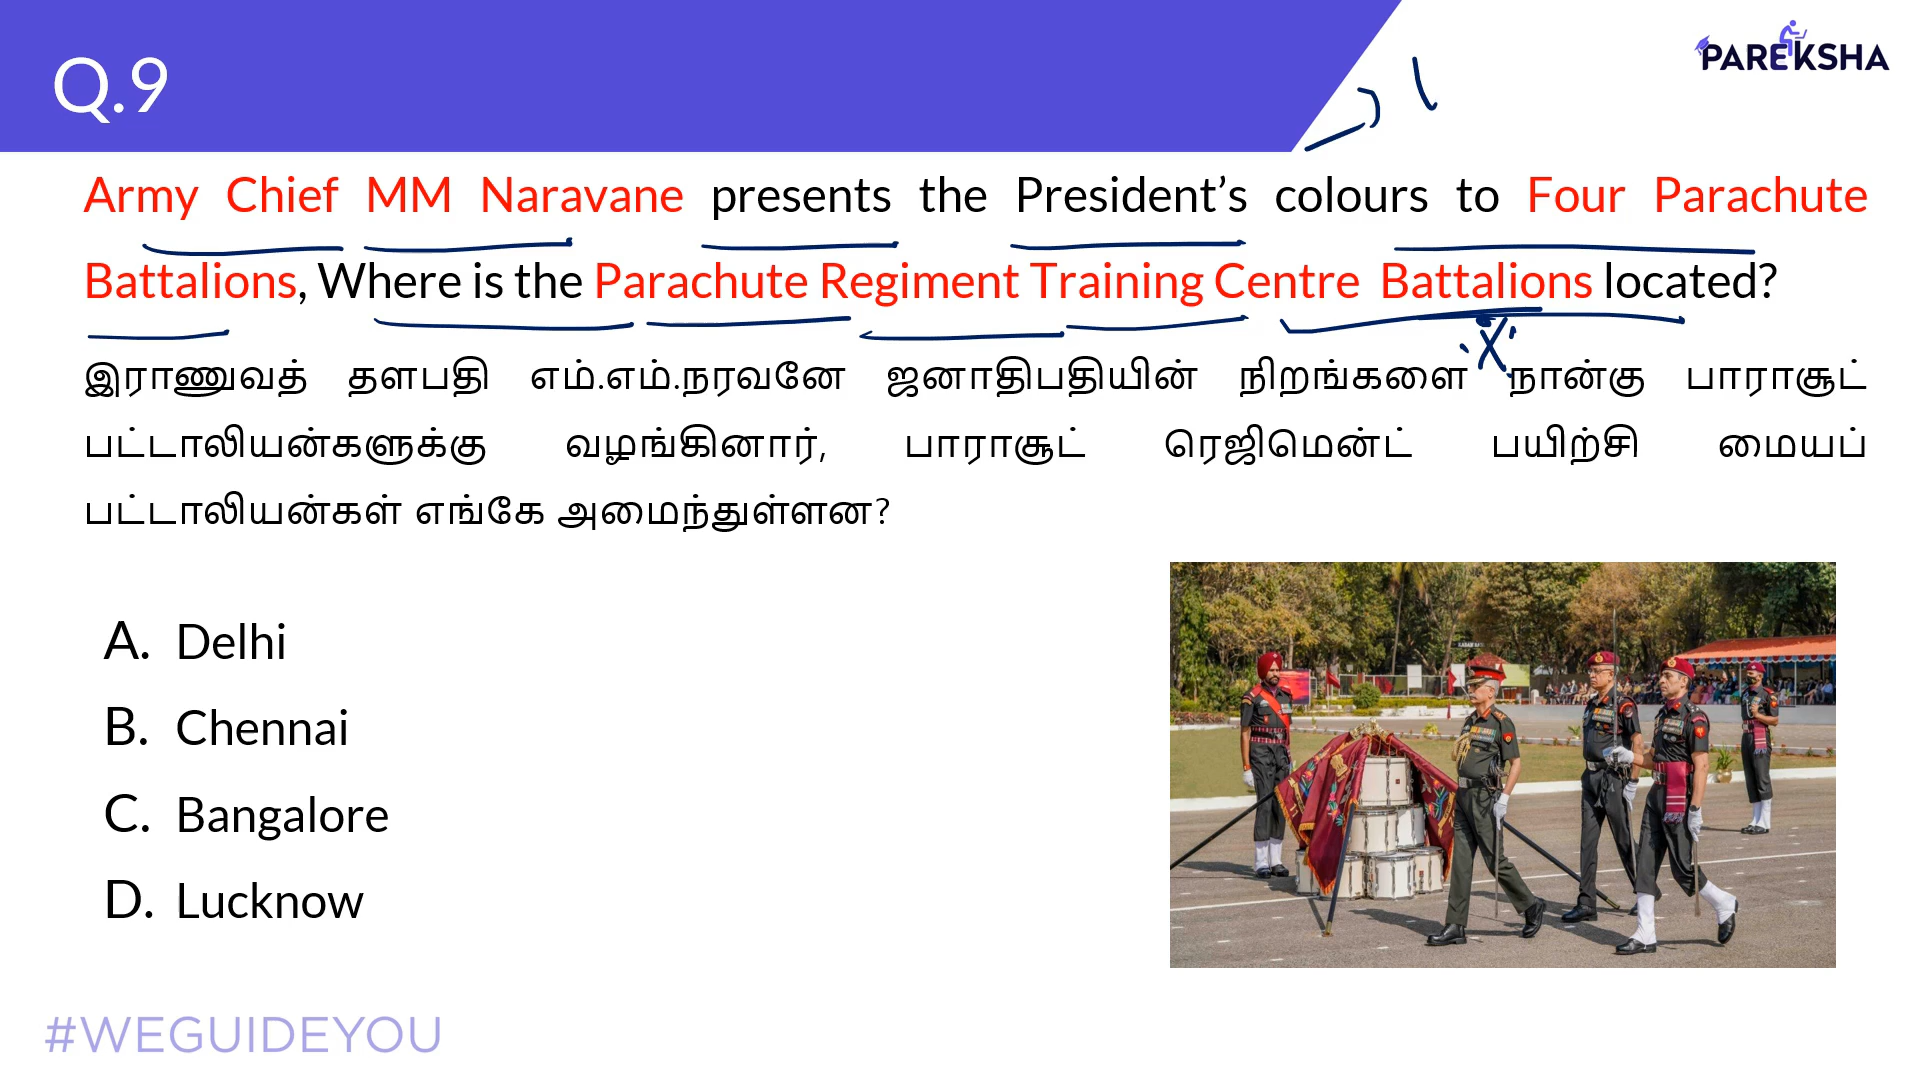 Q.9
PAREKSHA
Army Chief MM Naravane presents the President’s colours to Four Parachute
Battalions, Where is the Parachute Regiment Training Centre Battalions located?
இராணுவத் தளபதி எம்.எம்.நரவனே ஜனாதிபதியின் நிறங்களை நான்கு பாராசூட்
பட்டாலியன்களுக்கு வழங்கினார், பாராசூட் ரெஜிமென்ட் பயிற்சி மையப்
பட்டாலியன்கள் எங்கே அமைந்துள்ளன?
A. Delhi
B. Chennai
C. Bangalore
D. Lucknow
#WEGUIDEYOU